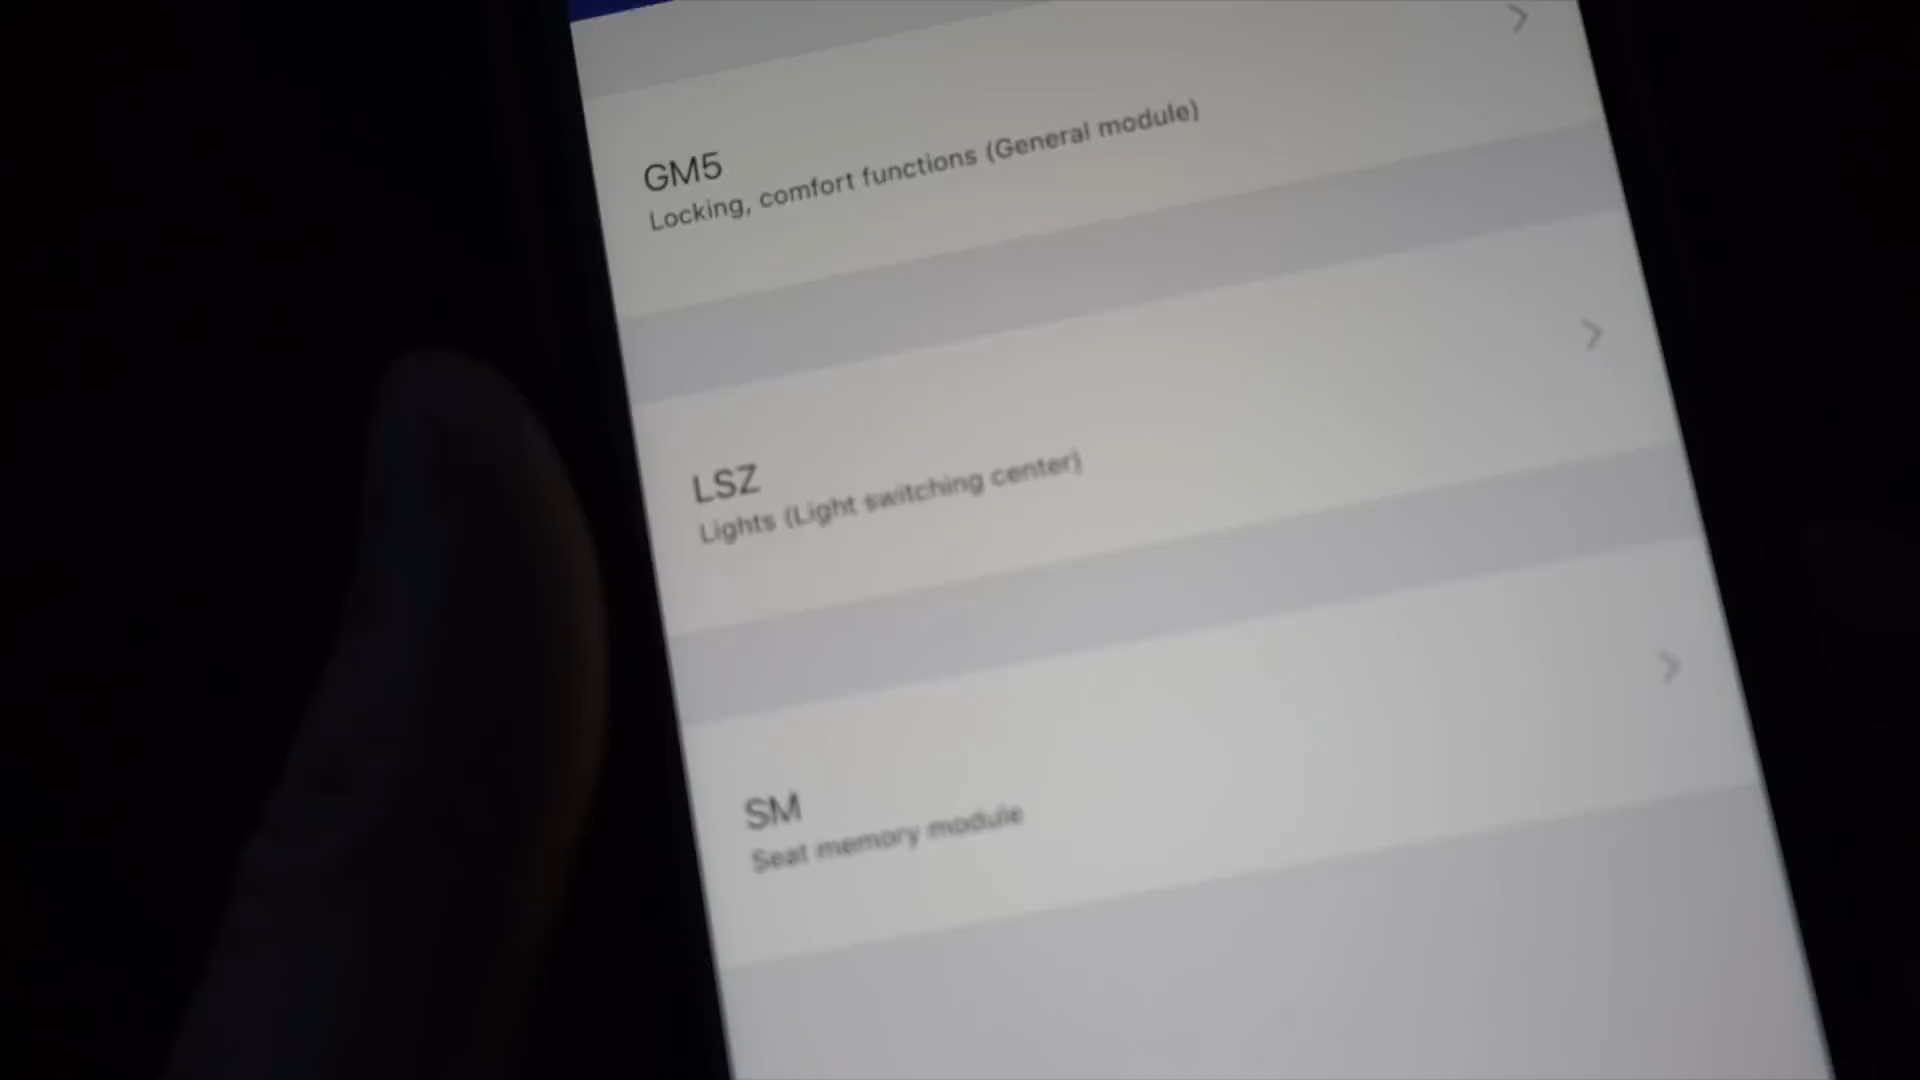 GM5
Locking, comfort functions (General module)
LSZ
Lights (Light switching center)
SM
Seat memory module